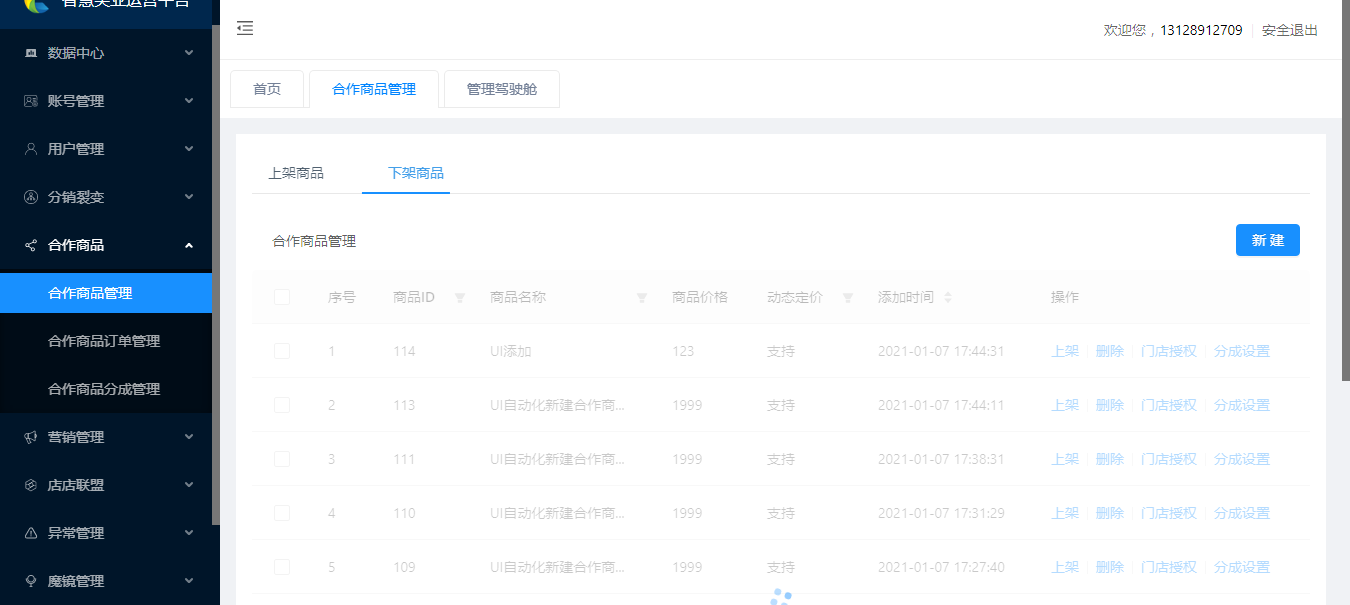 智慧美业运营平台
欢迎您，13128912709 安全退出
数据中心
账号管理
用户管理
分销裂变
合作商品
合作商品管理
合作商品订单管理
合作商品分成管理
营销管理
店店联盟
异常管理
魔镜管理
首页 合作商品管理 管理驾驶舱
上架商品 下架商品
合作商品管理 新 建
序号 商品ID 商品名称 商品价格 动态定价 添加时间 操作
1 114 UI添加 123 支持 2021-01-07 17:44:31 上架 删除 门店授权 分成设置
2 113 UI自动化新建合作商... 1999 支持 2021-01-07 17:44:11 上架 删除 门店授权 分成设置
3 111 UI自动化新建合作商... 1999 支持 2021-01-07 17:38:31 上架 删除 门店授权 分成设置
4 110 UI自动化新建合作商... 1999 支持 2021-01-07 17:31:29 上架 删除 门店授权 分成设置
5 109 UI自动化新建合作商... 1999 支持 2021-01-07 17:27:40 上架 删除 门店授权 分成设置